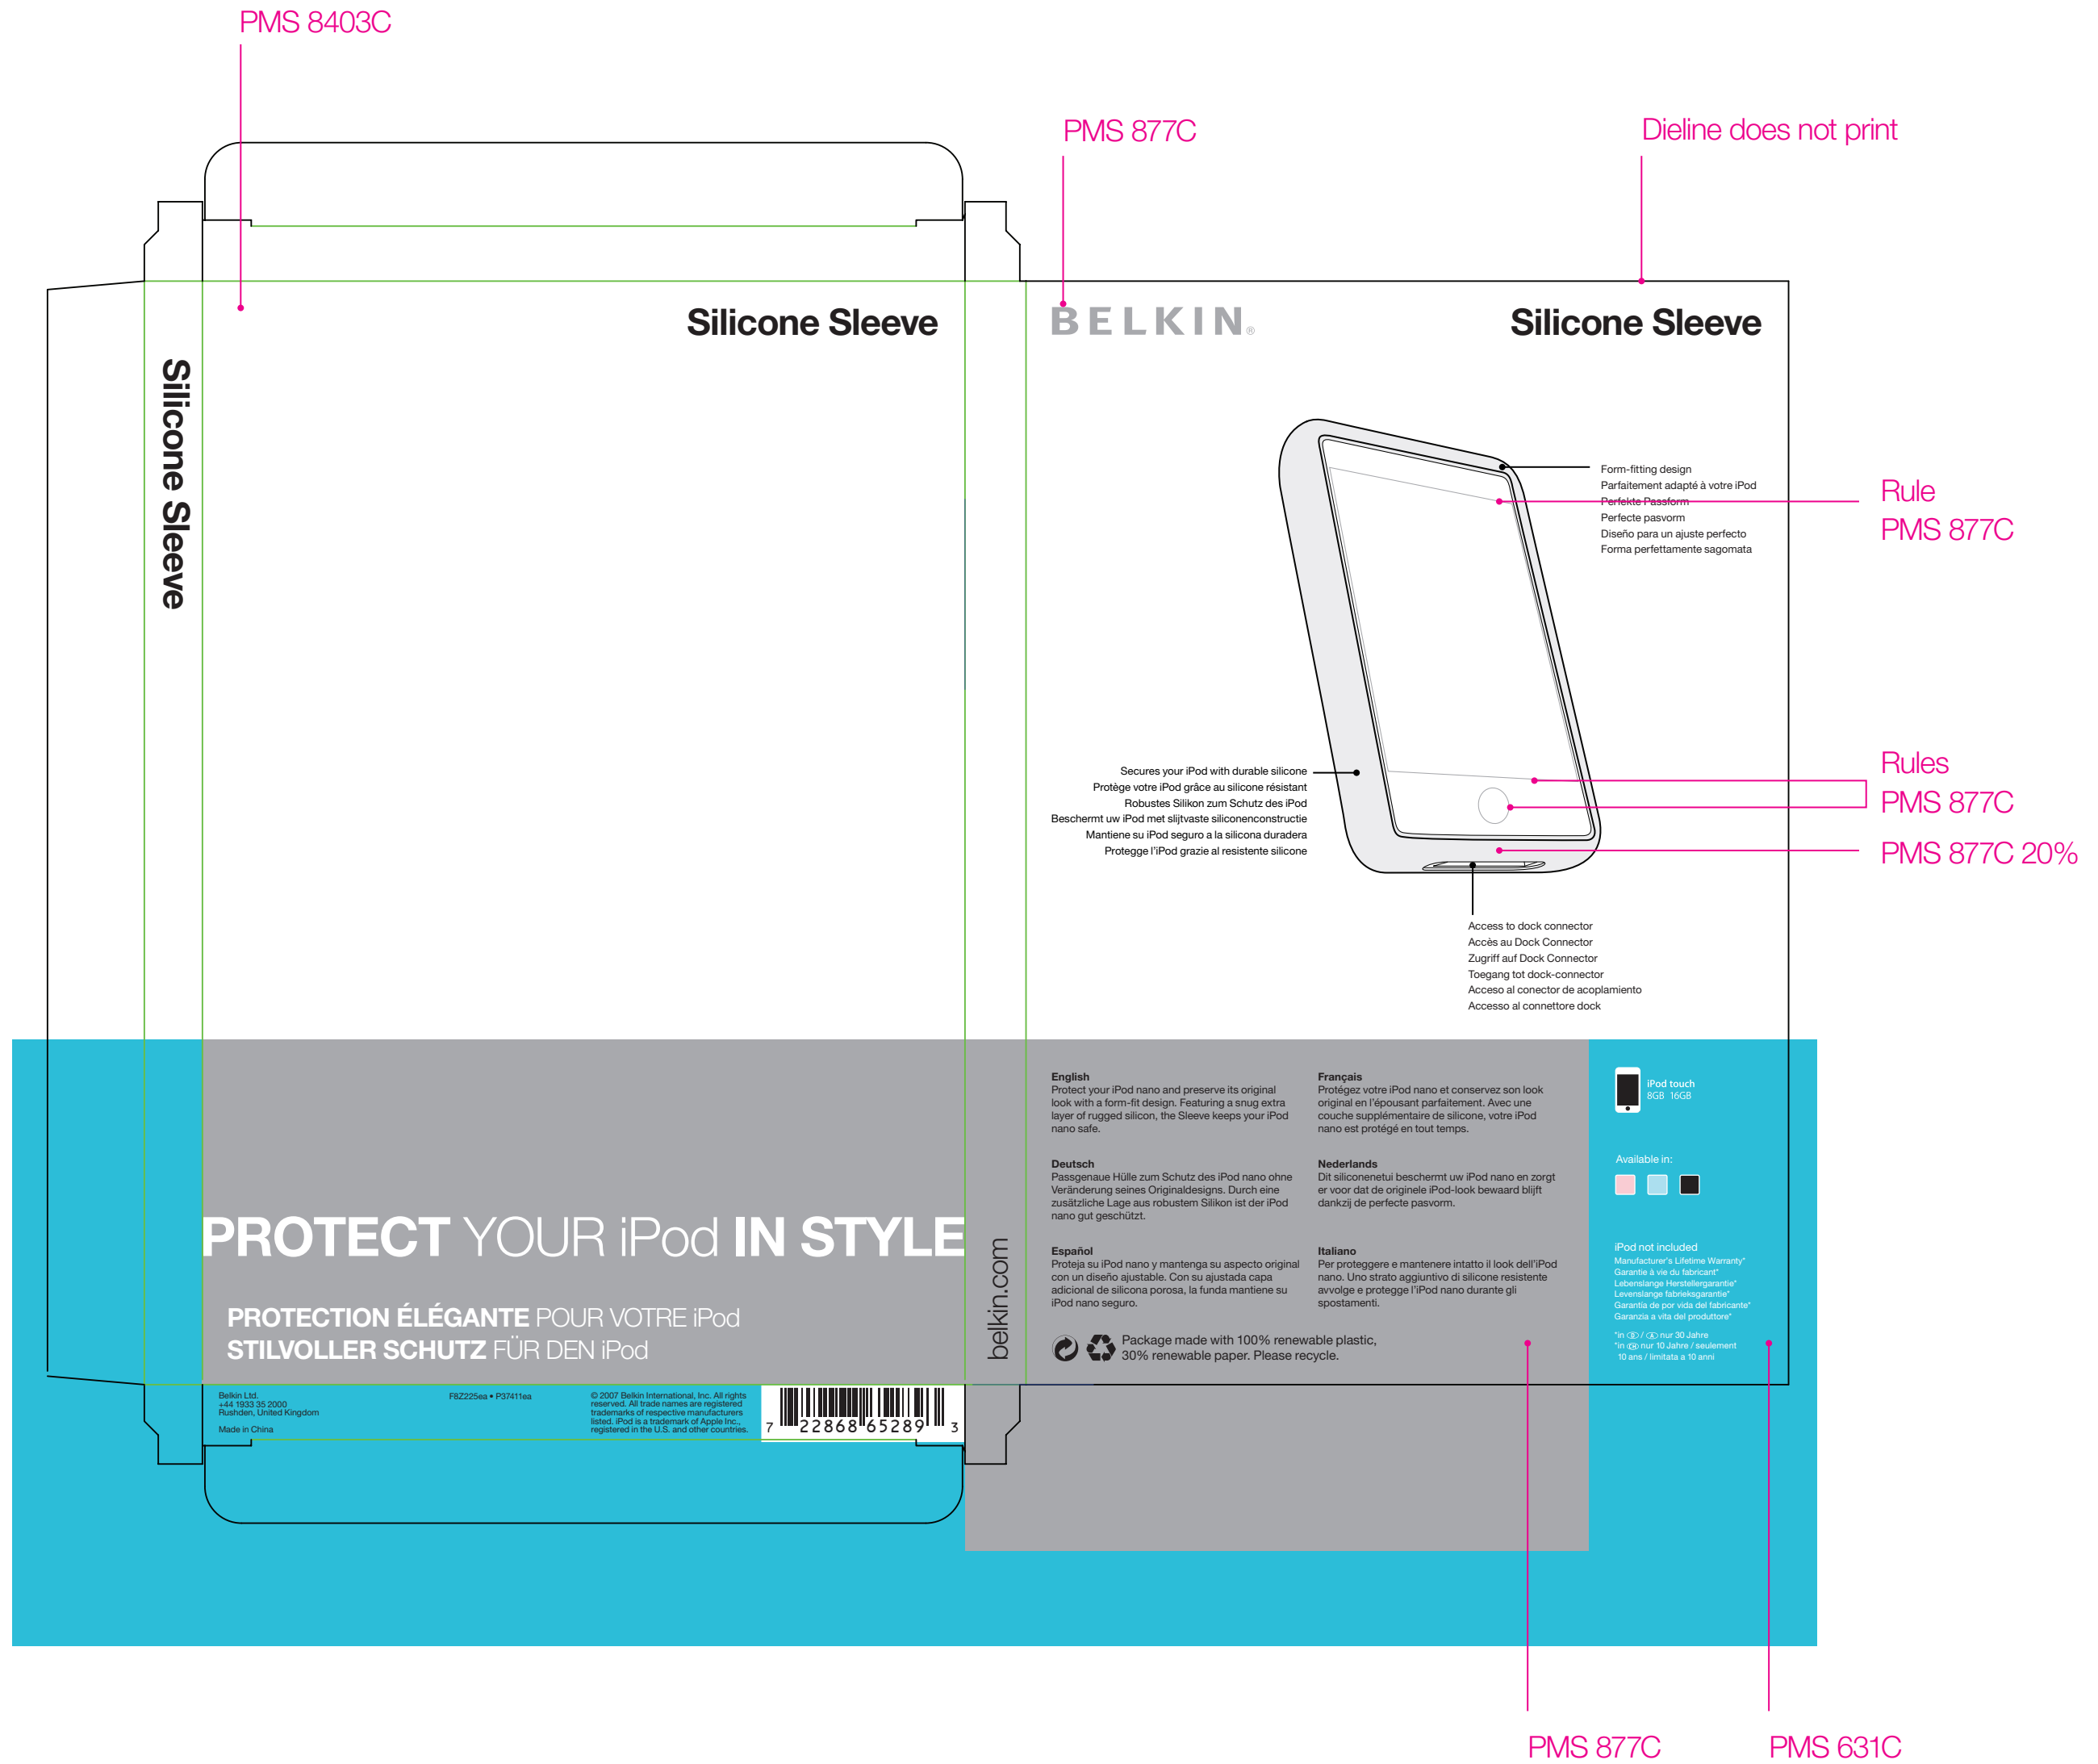 PMS 8403C
PMS 877C
Dieline does not print
Silicone Sleeve
BELKIN®
Silicone Sleeve
Silicone Sleeve
Form-fitting design
Parfaitement adapté à votre iPod
Perfekte Passform
Perfecte pasvorm
Diseño para un ajuste perfecto
Forma perfettamente sagomata
Rule
PMS 877C
Secures your iPod with durable silicone
Protège votre iPod grâce au silicone résistant
Robustes Silikon zum Schutz des iPod
Beschermt uw iPod met slijtvaste siliconenconstructie
Mantiene su iPod seguro a la silicona duradera
Protegge l'iPod grazie al resistente silicone
Rules
PMS 877C
PMS 877C 20%
Access to dock connector
Accès au Dock Connector
Zugriff auf Dock Connector
Toegang tot dock-connector
Acceso al conector de acoplamiento
Accesso al connettore dock
PROTECT YOUR iPod IN STYLE
PROTECTION ÉLÉGANTE POUR VOTRE iPod
STILVOLLER SCHUTZ FÜR DEN iPod
belkin.com
English
Protect your iPod nano and preserve its original
look with a form-fit design. Featuring a snug extra
layer of rugged silicon, the Sleeve keeps your iPod
nano safe.
Français
Protégez votre iPod nano et conservez son look
original en l'épousant parfaitement. Avec une
couche supplémentaire de silicone, votre iPod
nano est protégé en tout temps.
Deutsch
Passgenaue Hülle zum Schutz des iPod nano ohne
Veränderung seines Originaldesigns. Durch eine
zusätzliche Lage aus robustem Silikon ist der iPod
nano gut geschützt.
Nederlands
Dit siliconenetui beschermt uw iPod nano en zorgt
er voor dat de originele iPod-look bewaard blijft
dankzij de perfecte pasvorm.
Español
Proteja su iPod nano y mantenga su aspecto original
con un diseño ajustable. Con su ajustada capa
adicional de silicona porosa, la funda mantiene su
iPod nano seguro.
Italiano
Per proteggere e mantenere intatto il look dell'iPod
nano. Uno strato aggiuntivo di silicone resistente
avvolge e protegge l'iPod nano durante gli
spostamenti.
Package made with 100% renewable plastic,
30% renewable paper. Please recycle.
iPod touch
8GB 16GB
Available in:
iPod not included
Manufacturer's Lifetime Warranty*
Garantie à vie du fabricant*
Lebenslange Herstellergarantie*
Levenslange fabrieksgarantie*
Garantía de por vida del fabricante*
Garanzia a vita del produttore*
*in D / A nur 30 Jahre
*in CH nur 10 Jahre / seulement
10 ans / limitata a 10 anni
Belkin Ltd.
+44 1933 35 2000
Rushden, United Kingdom
Made in China
F8Z225ea • P37411ea
© 2007 Belkin International, Inc. All rights
reserved. All trade names are registered
trademarks of respective manufacturers
listed. iPod is a trademark of Apple Inc.,
registered in the U.S. and other countries.
7 22868 65289 3
PMS 877C
PMS 631C